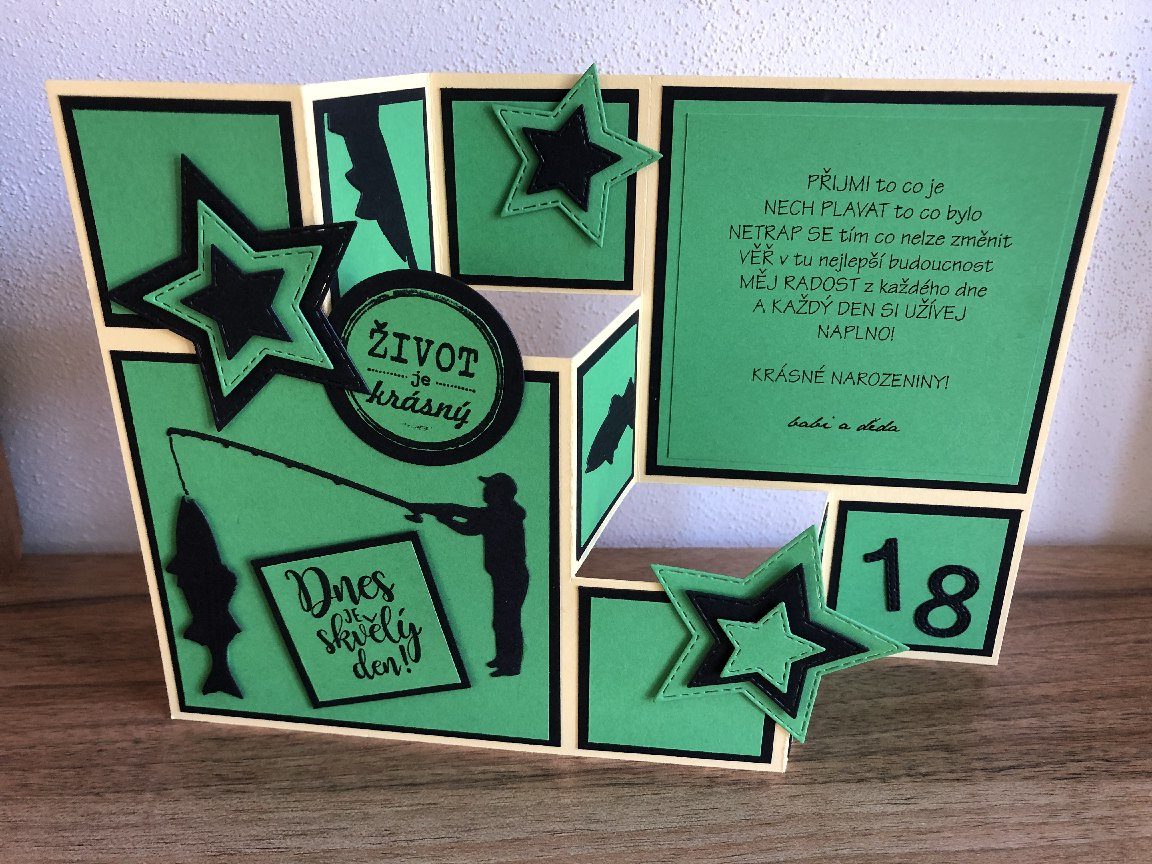 ŽIVOT
je
krásný
Dnes
JE
skvělý
den!
PŘIJMI to co je
NECH PLAVAT to co bylo
NETRAP SE tím co nelze změnit
VĚŘ v tu nejlepší budoucnost
MĚJ RADOST z každého dne
A KAŽDÝ DEN SI UŽÍVEJ
NAPLNO!
KRÁSNÉ NAROZENINY!
babi a děda
18